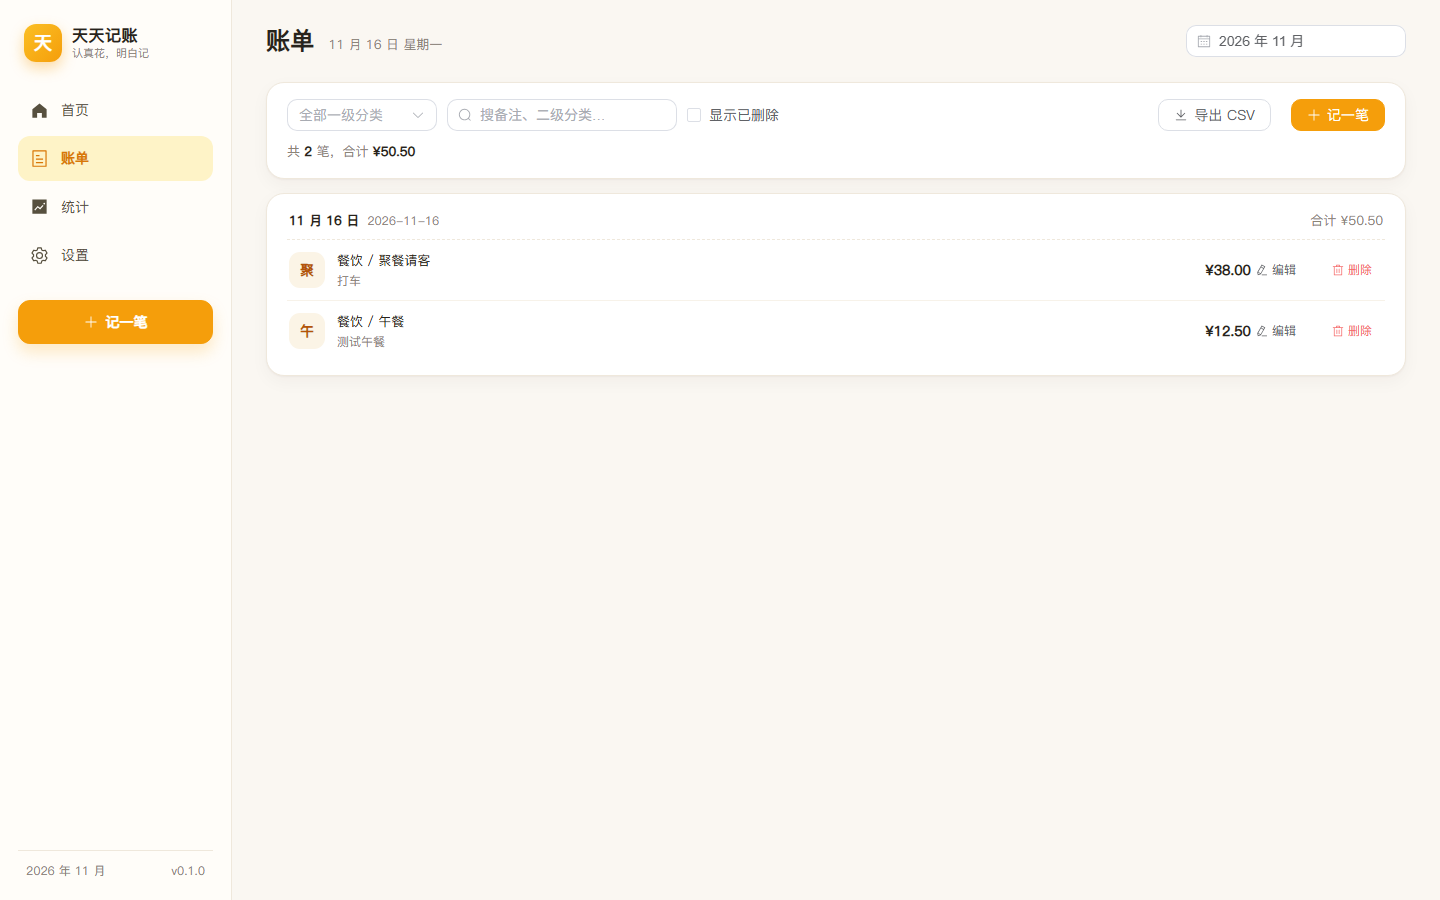 天
天天记账
认真花，明白记
首页
账单
统计
设置
记一笔
2026 年 11 月
v0.1.0
账单
11 月 16 日 星期一
2026 年 11 月
全部一级分类
搜备注、二级分类...
显示已删除
导出 CSV
记一笔
共 2 笔，合计 ¥50.50
11 月 16 日 2026-11-16
合计 ¥50.50
聚
餐饮 / 聚餐请客
打车
¥38.00 编辑 删除
午
餐饮 / 午餐
测试午餐
¥12.50 编辑 删除